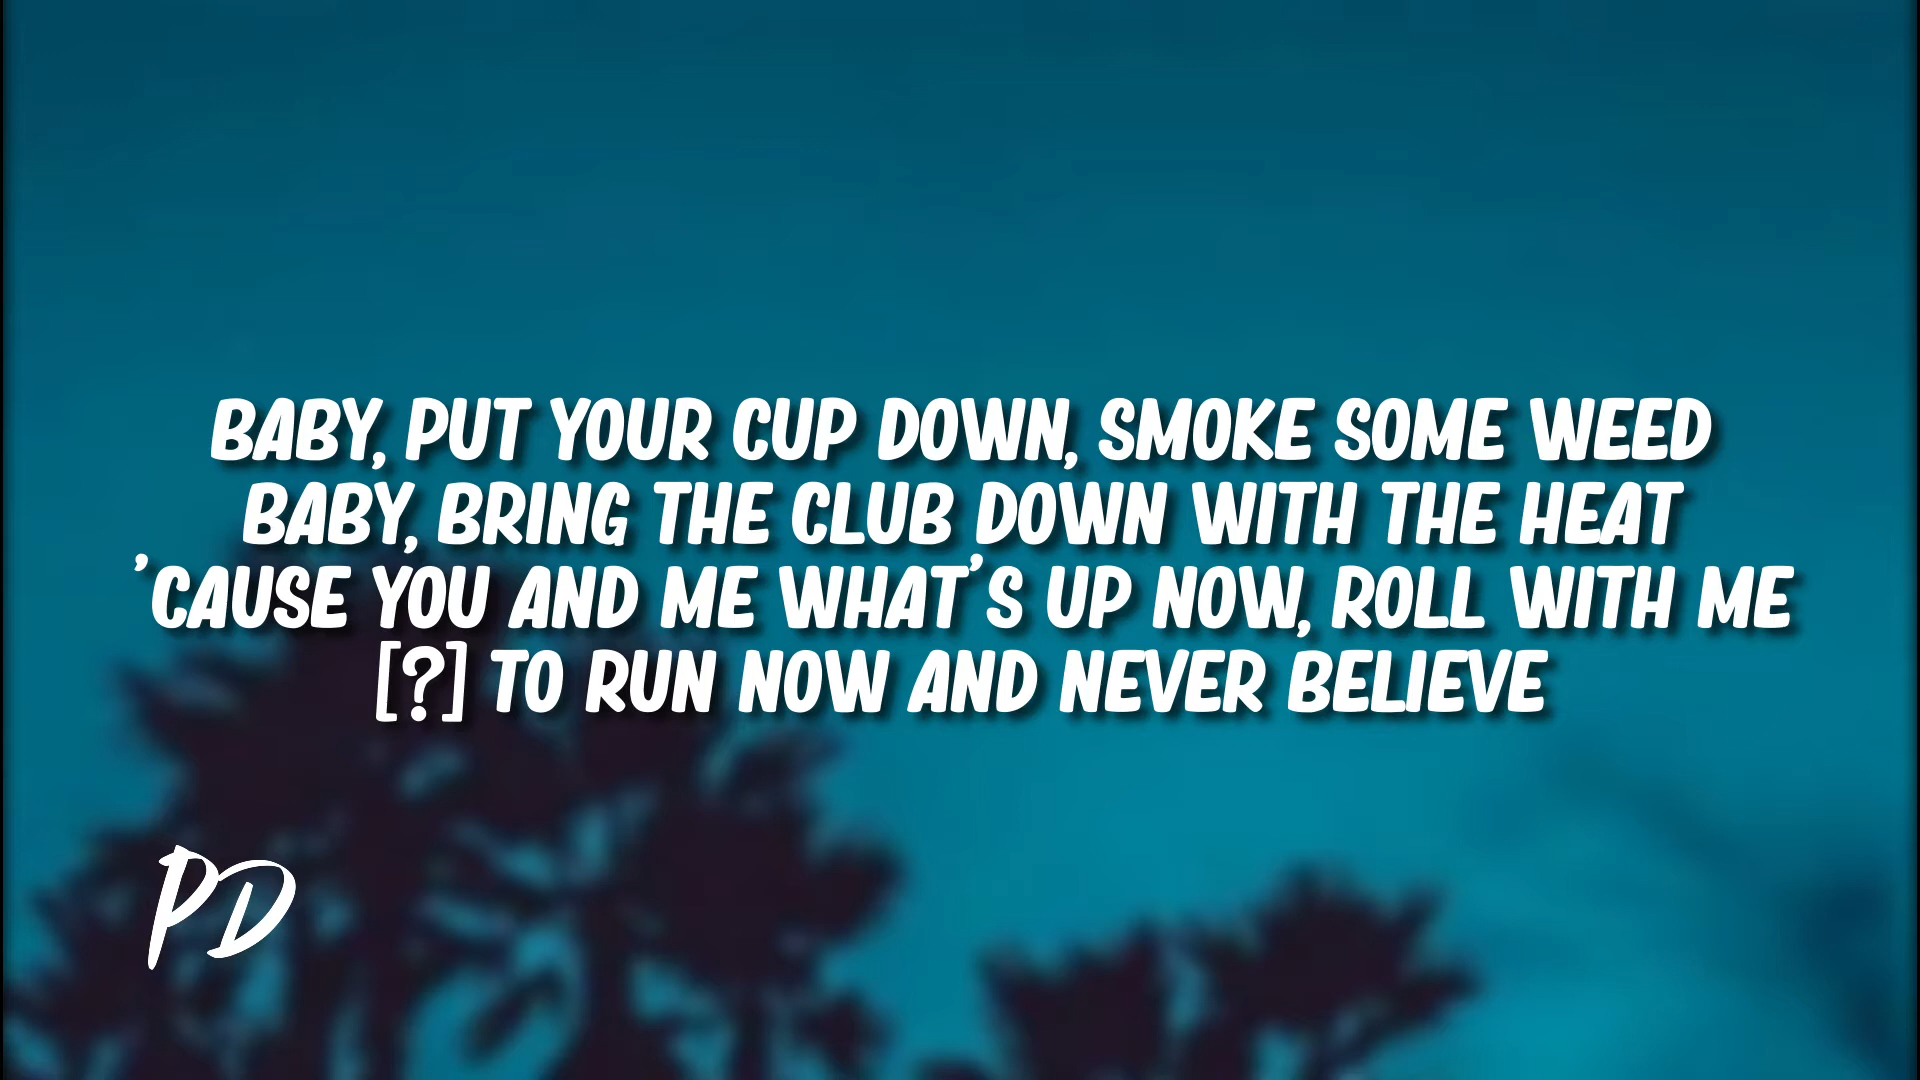 BABY, PUT YOUR CUP DOWN, SMOKE SOME WEED
BABY, BRING THE CLUB DOWN WITH THE HEAT
'CAUSE YOU AND ME WHAT'S UP NOW, ROLL WITH ME
[?] TO RUN NOW AND NEVER BELIEVE
PD